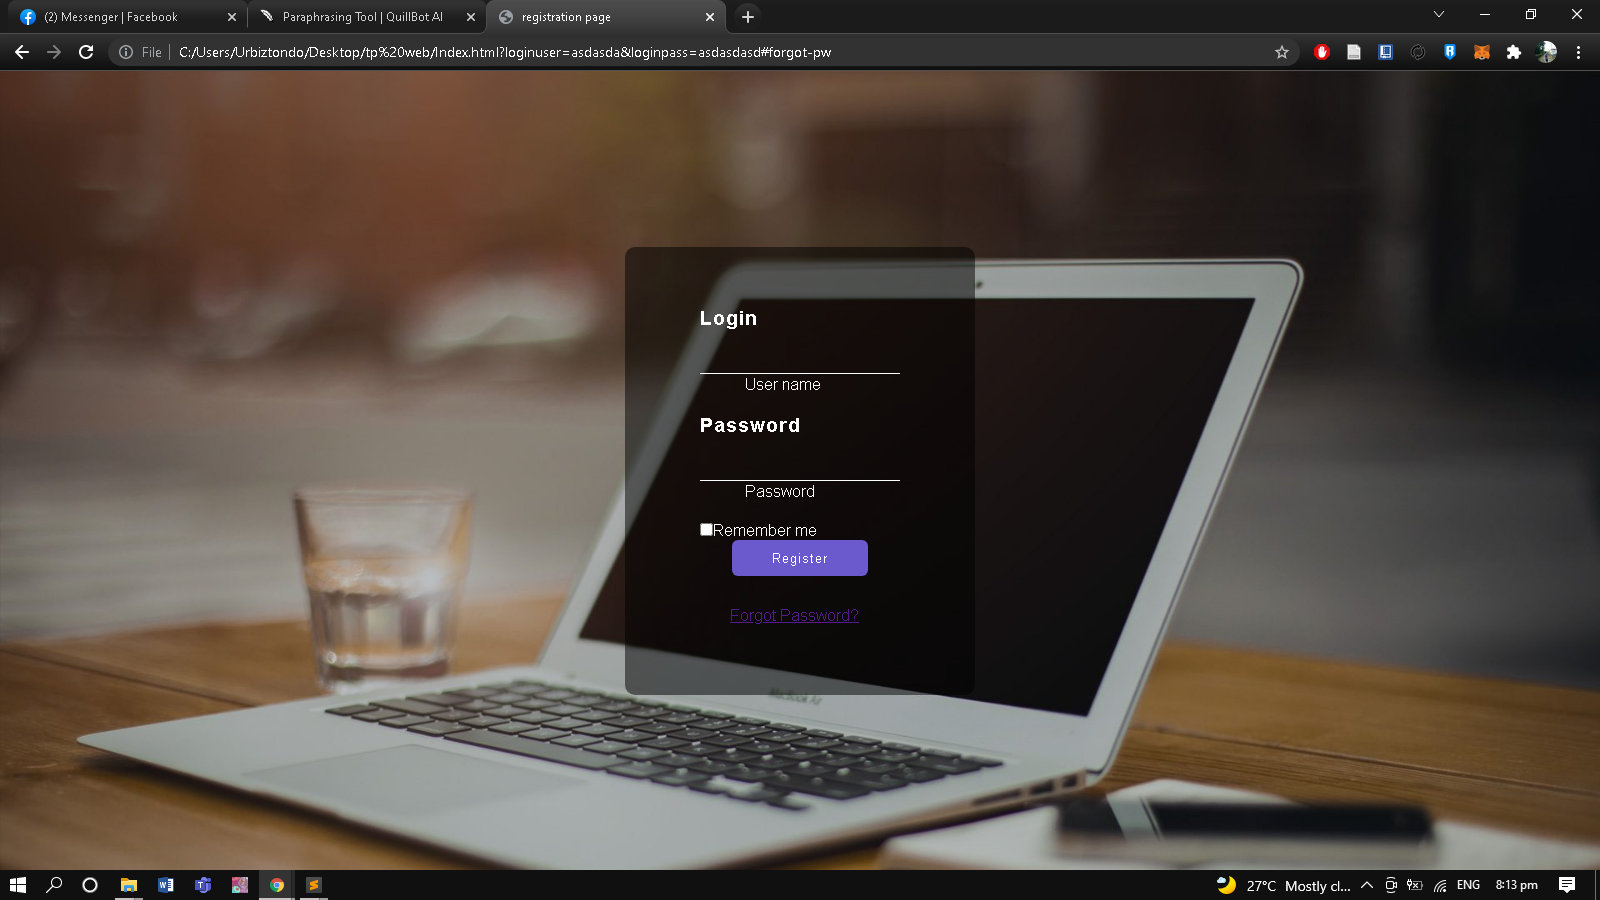 (2) Messenger | Facebook
Paraphrasing Tool | QuillBot AI
registration page
File
C:/Users/Urbiztondo/Desktop/tp%20web/Index.html?loginuser=asdasda&loginpass=asdasdasd#forgot-pw
Login
User name
Password
Password
Remember me
Register
Forgot Password?
MacBook Air
27°C Mostly cl...
ENG
8:13 pm